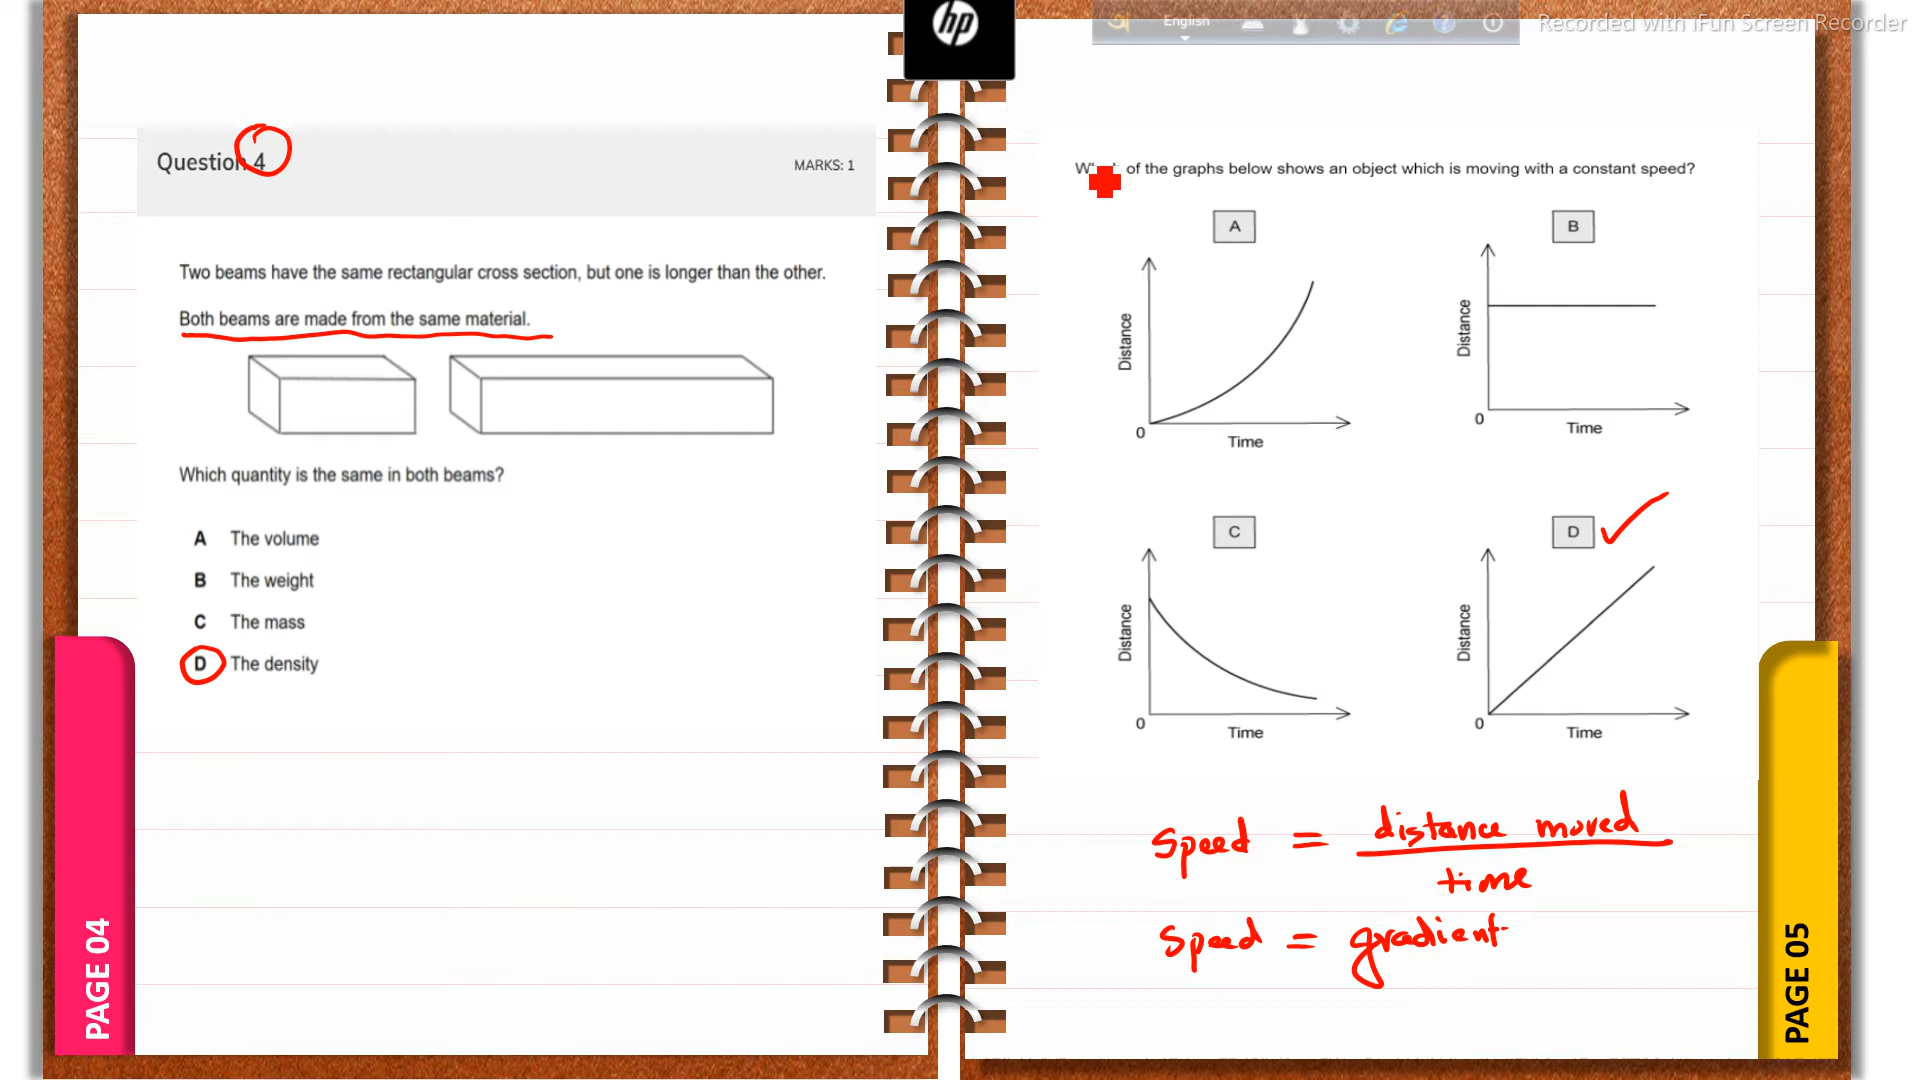 hp
English
Recorded with iFun Screen Recorder
Question 4
MARKS: 1
Two beams have the same rectangular cross section, but one is longer than the other.
Both beams are made from the same material.
Which quantity is the same in both beams?
A The volume
B The weight
C The mass
D The density
PAGE 04
of the graphs below shows an object which is moving with a constant speed?
A
Distance
0
Time
B
Distance
0
Time
C
Distance
0
Time
D
Distance
0
Time
Speed = distance moved
time
Speed = gradient
PAGE 05